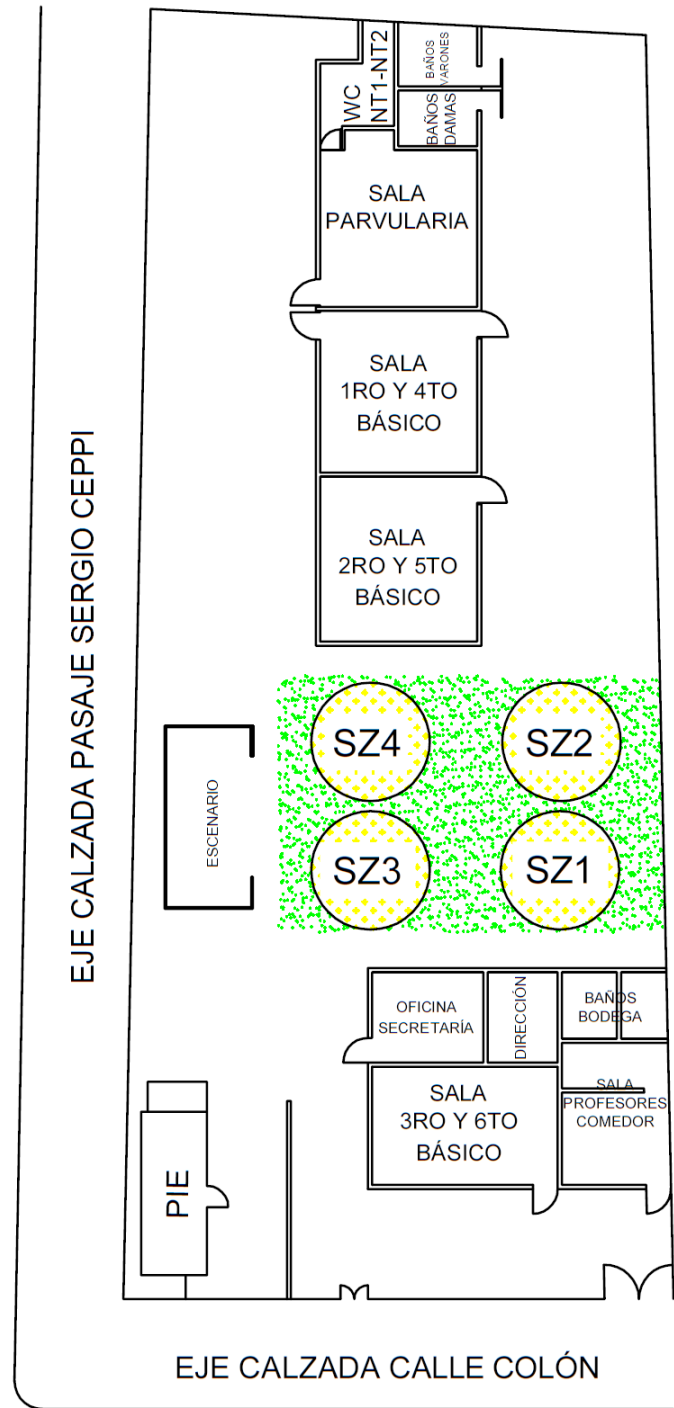 BAÑOS
VARONES
WC
NT1-NT2
BAÑOS
DAMAS
SALA
PARVULARIA
SALA
1RO Y 4TO
BÁSICO
SALA
2RO Y 5TO
BÁSICO
EJE CALZADA PASAJE SERGIO CEPPI
SZ4
SZ2
ESCENARIO
SZ3
SZ1
OFICINA
SECRETARÍA
DIRECCIÓN
BAÑOS
BODEGA
SALA
3RO Y 6TO
BÁSICO
SALA
PROFESORES
COMEDOR
PIE
EJE CALZADA CALLE COLÓN